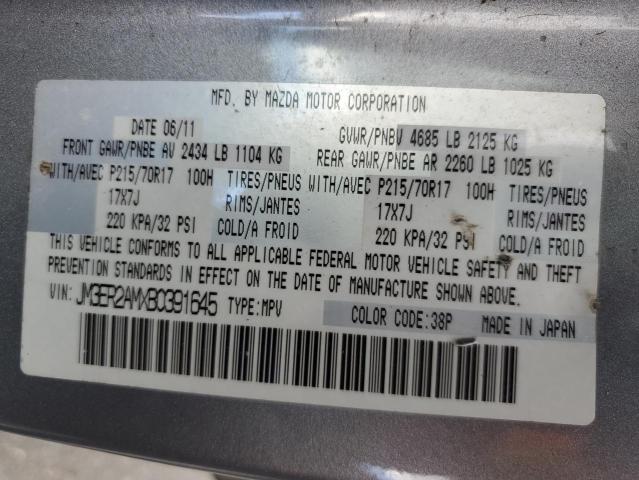 MFD. BY MAZDA MOTOR CORPORATION
DATE 06/11 GVWR/PNBV 4685 LB 2125 KG
FRONT GAWR/PNBE AV 2434 LB 1104 KG REAR GAWR/PNBE AR 2260 LB 1025 KG
WITH/AVEC P215/70R17 100H TIRES/PNEUS WITH/AVEC P215/70R17 100H TIRES/PNEUS
17X7J RIMS/JANTES 17X7J RIMS/JANTES
220 KPA/32 PSI COLD/A FROID 220 KPA/32 PSI COLD/A FROID
THIS VEHICLE CONFORMS TO ALL APPLICABLE FEDERAL MOTOR VEHICLE SAFETY AND THEFT
PREVENTION STANDARDS IN EFFECT ON THE DATE OF MANUFACTURE SHOWN ABOVE.
VIN: JM3ER2AMXB0391645 TYPE:MPV COLOR CODE:38P MADE IN JAPAN